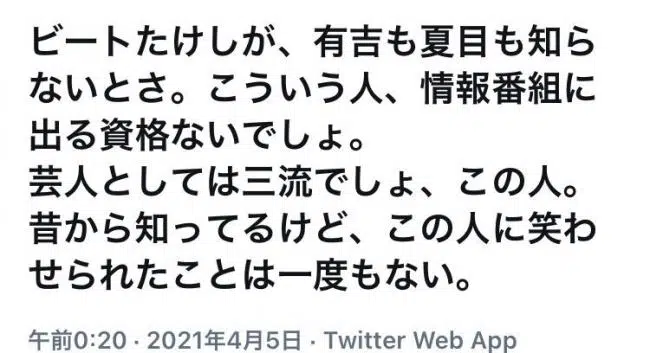 ビートたけしが、有吉も夏目も知ら
ないとさ。こういう人、情報番組に
出る資格ないでしょ。
芸人としては三流でしょ、この人。
昔から知ってるけど、この人に笑わ
せられたことは一度もない。
午前0:20 · 2021年4月5日 · Twitter Web App